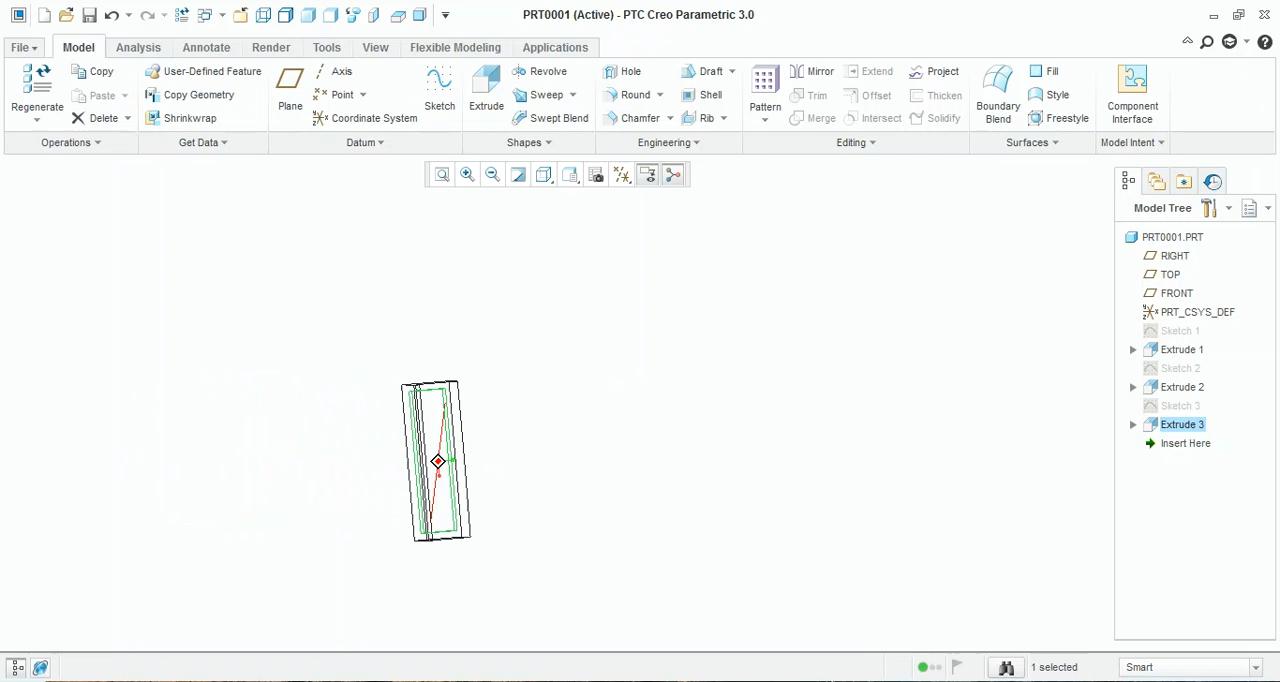 PRT0001 (Active) - PTC Creo Parametric 3.0
File Model Analysis Annotate Render Tools View Flexible Modeling Applications
Regenerate
Copy
Paste
Delete
Operations
User-Defined Feature
Copy Geometry
Shrinkwrap
Get Data
Plane
Axis
Point
Coordinate System
Datum
Sketch
Extrude
Revolve
Sweep
Swept Blend
Shapes
Hole
Round
Chamfer
Draft
Shell
Rib
Engineering
Pattern
Mirror
Trim
Merge
Extend
Offset
Intersect
Project
Thicken
Solidify
Editing
Boundary
Blend
Fill
Style
Freestyle
Surfaces
Component
Interface
Model Intent
Model Tree
PRT0001.PRT
RIGHT
TOP
FRONT
PRT_CSYS_DEF
Sketch 1
Extrude 1
Sketch 2
Extrude 2
Sketch 3
Extrude 3
Insert Here
1 selected
Smart